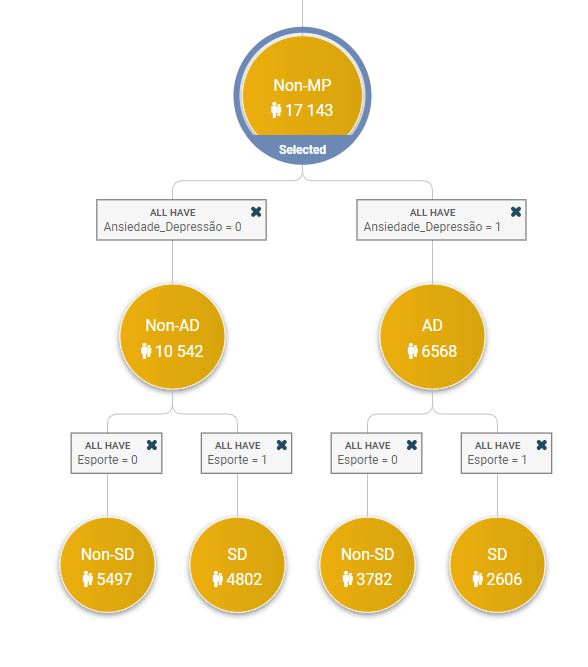 Non-MP
17 143
Selected
ALL HAVE
Ansiedade_Depressão = 0
ALL HAVE
Ansiedade_Depressão = 1
Non-AD
10 542
AD
6568
ALL HAVE
Esporte = 0
ALL HAVE
Esporte = 1
ALL HAVE
Esporte = 0
ALL HAVE
Esporte = 1
Non-SD
5497
SD
4802
Non-SD
3782
SD
2606